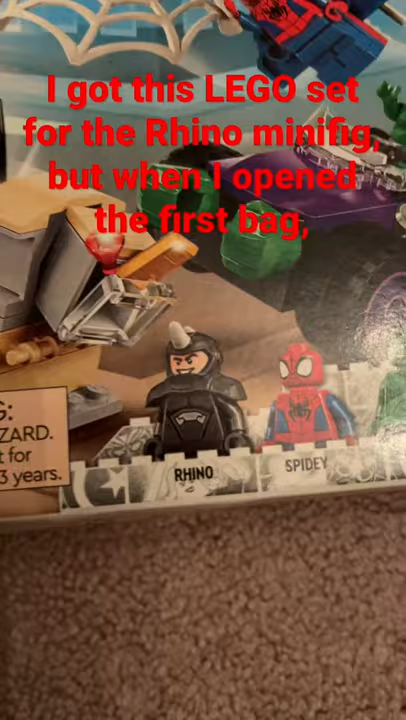 I got this LEGO set
for the Rhino minifig,
but when I opened
the first bag,
G:
ZARD.
t for
3 years.
RHINO
SPIDEY